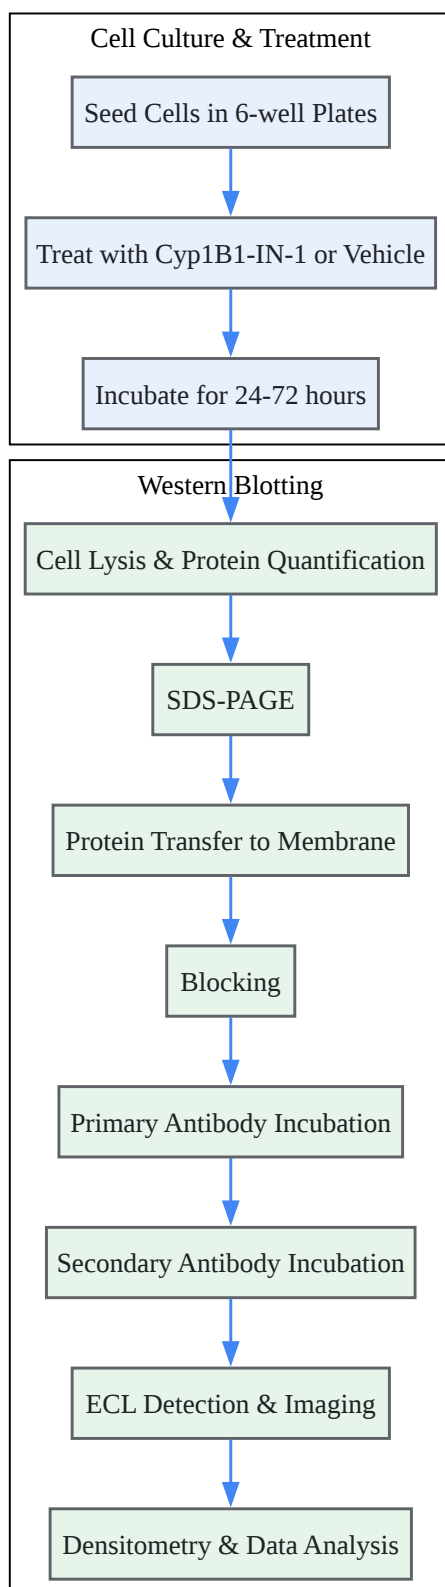 Cell Culture & Treatment
Seed Cells in 6-well Plates
Treat with Cyp1B1-IN-1 or Vehicle
Incubate for 24-72 hours
Western Blotting
Cell Lysis & Protein Quantification
SDS-PAGE
Protein Transfer to Membrane
Blocking
Primary Antibody Incubation
Secondary Antibody Incubation
ECL Detection & Imaging
Densitometry & Data Analysis